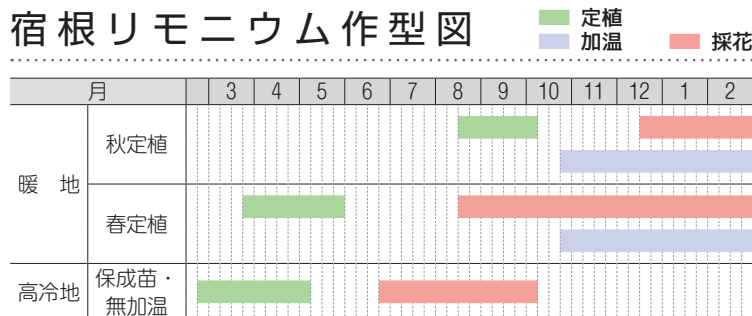 宿根リモニウム作型図
定植
加温
採花
月 3 4 5 6 7 8 9 10 11 12 1 2
暖 地
秋定植
春定植
高冷地
保成苗・
無加温